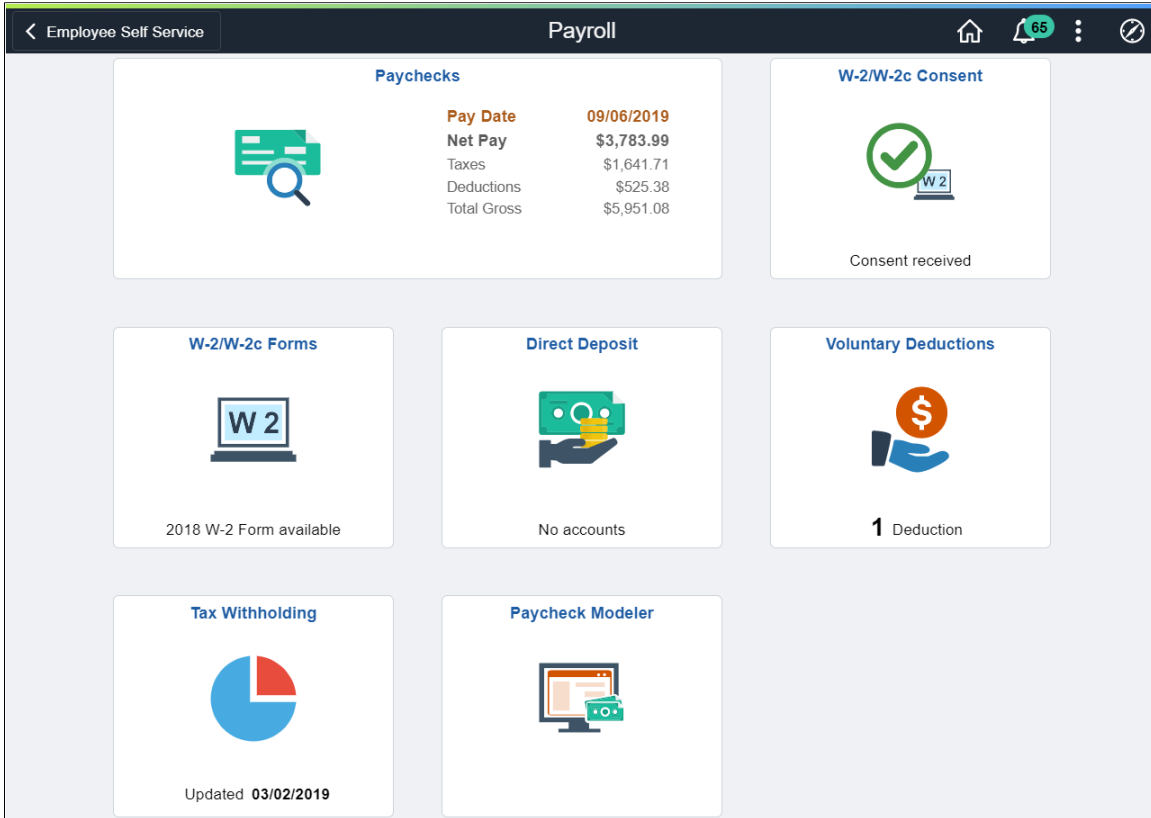 Employee Self Service
Payroll
65
Paychecks
Pay Date 09/06/2019
Net Pay $3,783.99
Taxes $1,641.71
Deductions $525.38
Total Gross $5,951.08
W-2/W-2c Consent
W 2
Consent received
W-2/W-2c Forms
W 2
2018 W-2 Form available
Direct Deposit
No accounts
Voluntary Deductions
$
1 Deduction
Tax Withholding
Updated 03/02/2019
Paycheck Modeler